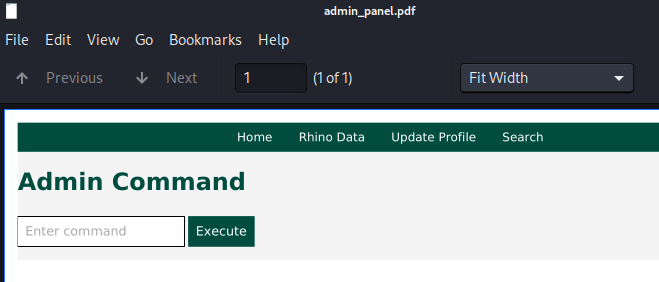 admin_panel.pdf
File Edit View Go Bookmarks Help
Previous Next 1 (1 of 1) Fit Width
Home Rhino Data Update Profile Search
Admin Command
Enter command Execute